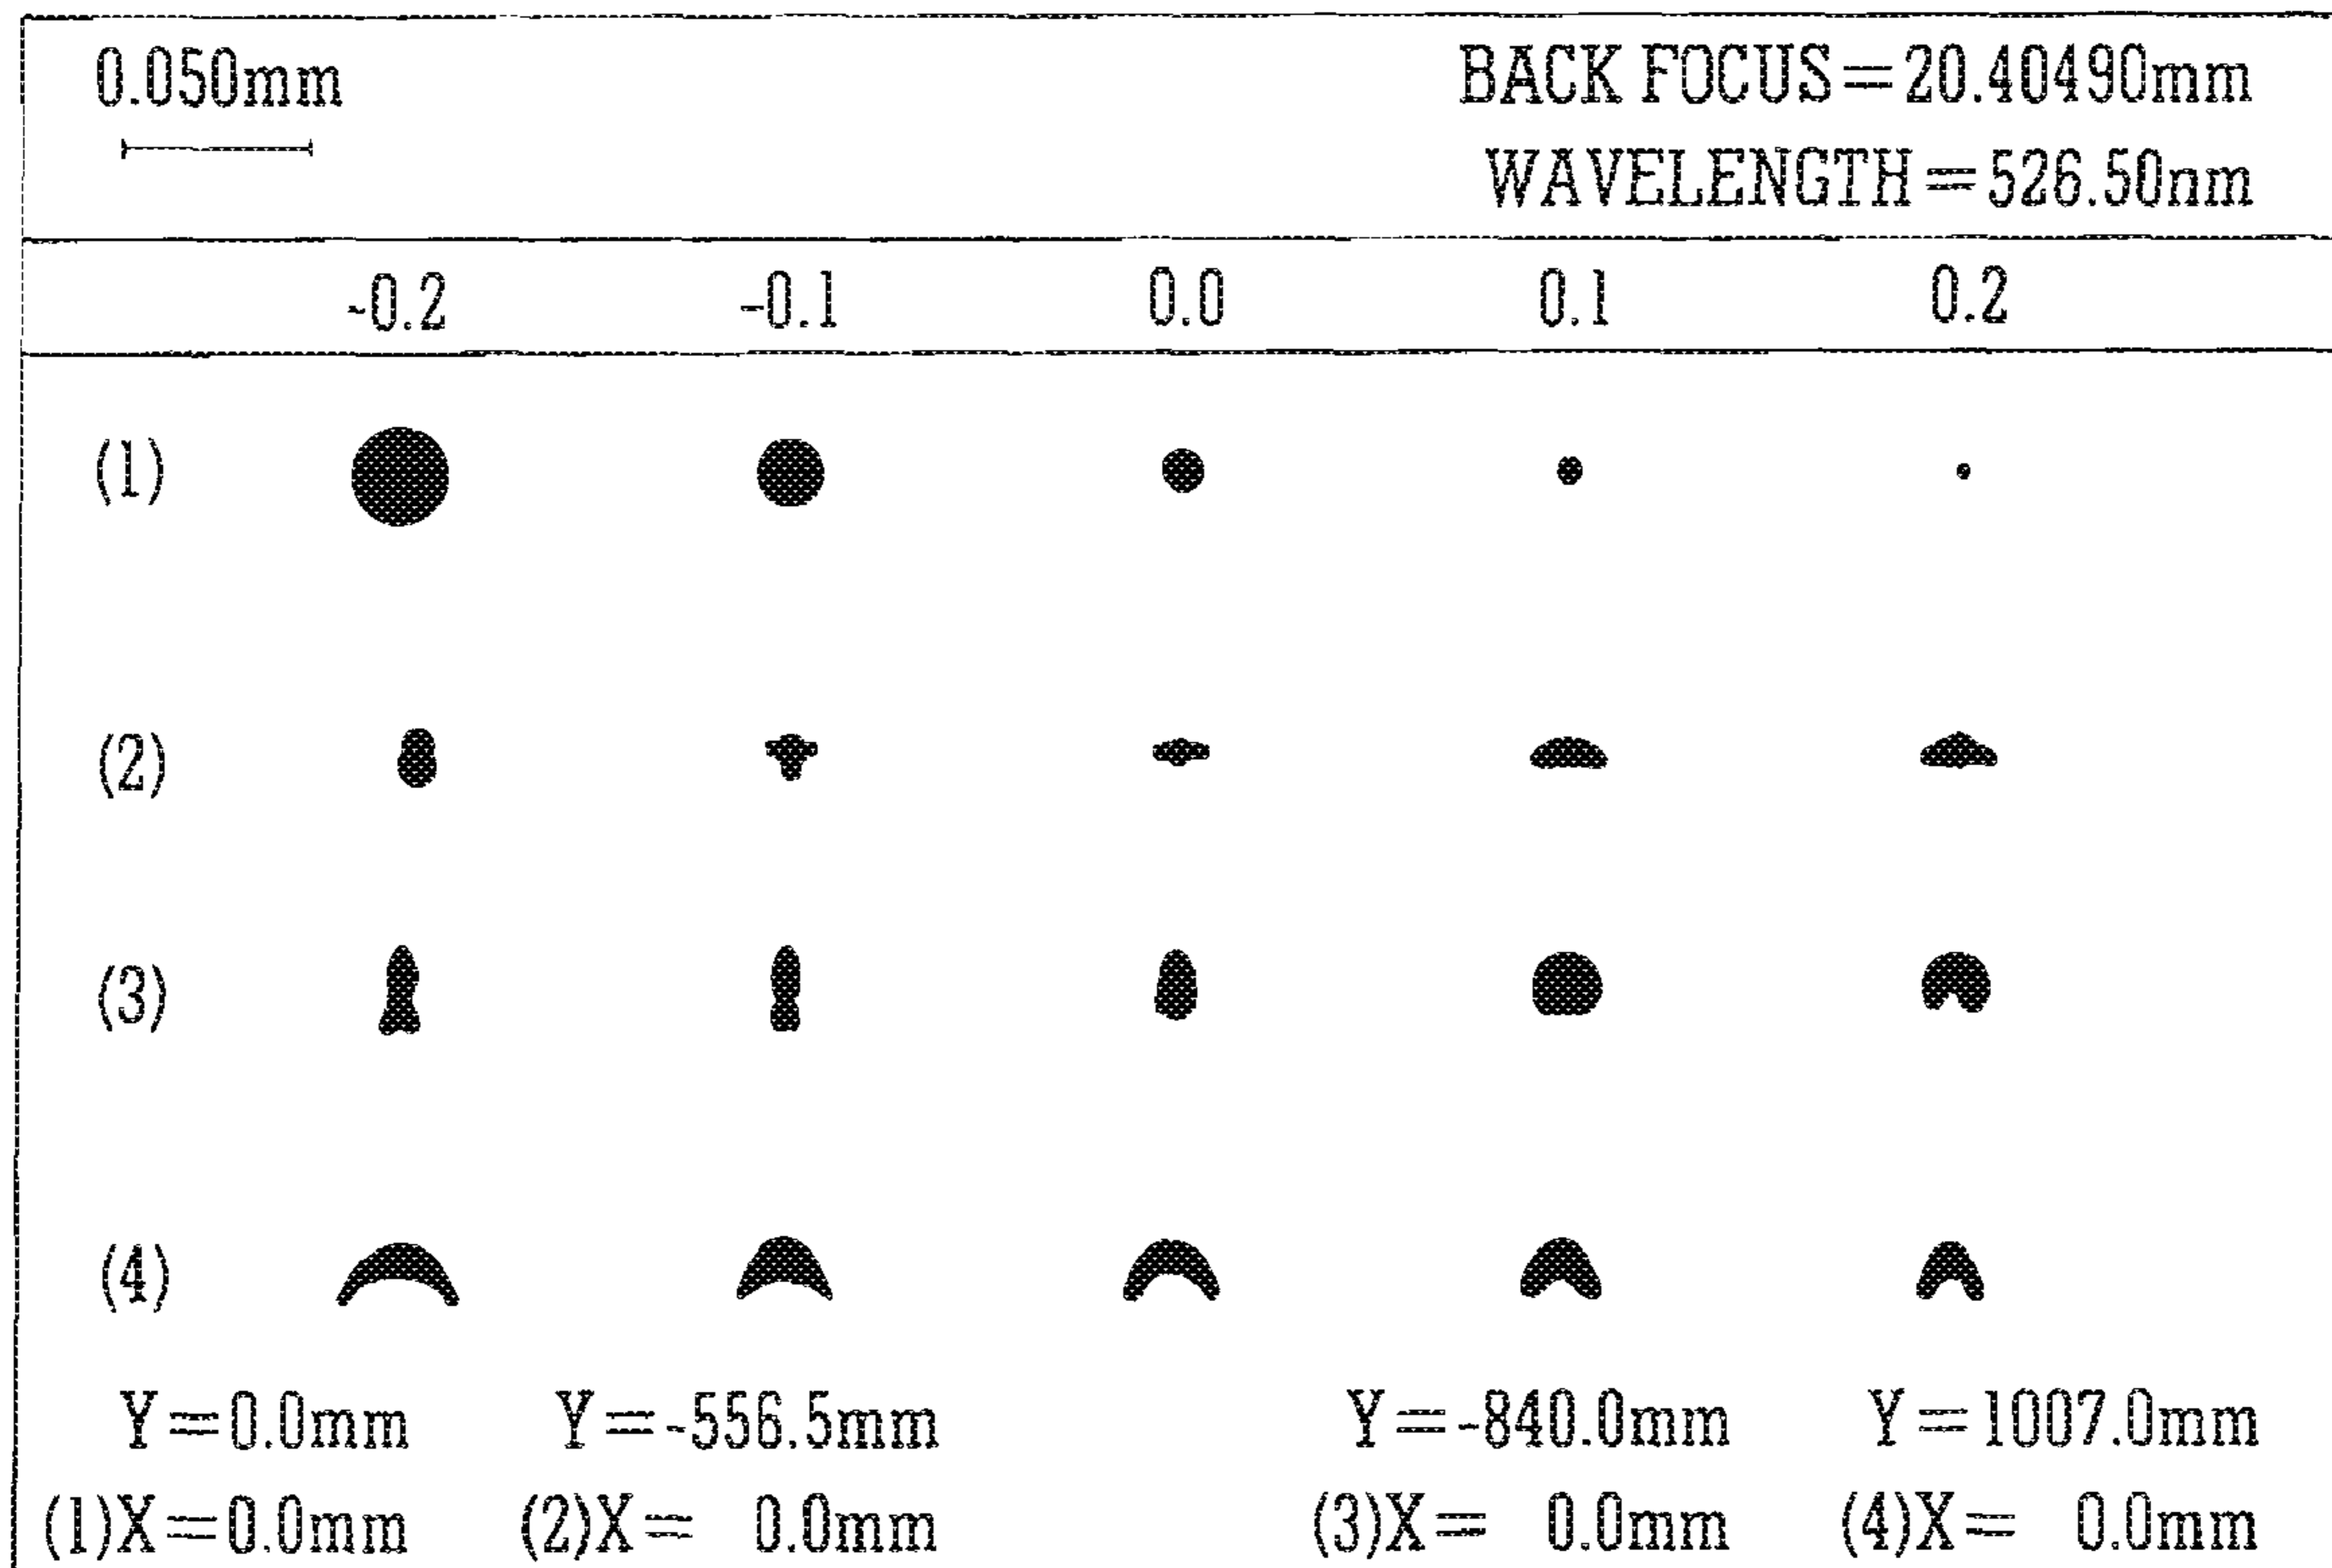 0.050mm
BACK FOCUS=20.40490mm
WAVELENGTH=526.50nm
-0.2 -0.1 0.0 0.1 0.2
(1)
(2)
(3)
(4)
Y=0.0mm Y=-556.5mm Y=-840.0mm Y=1007.0mm
(1)X=0.0mm (2)X= 0.0mm (3)X= 0.0mm (4)X= 0.0mm